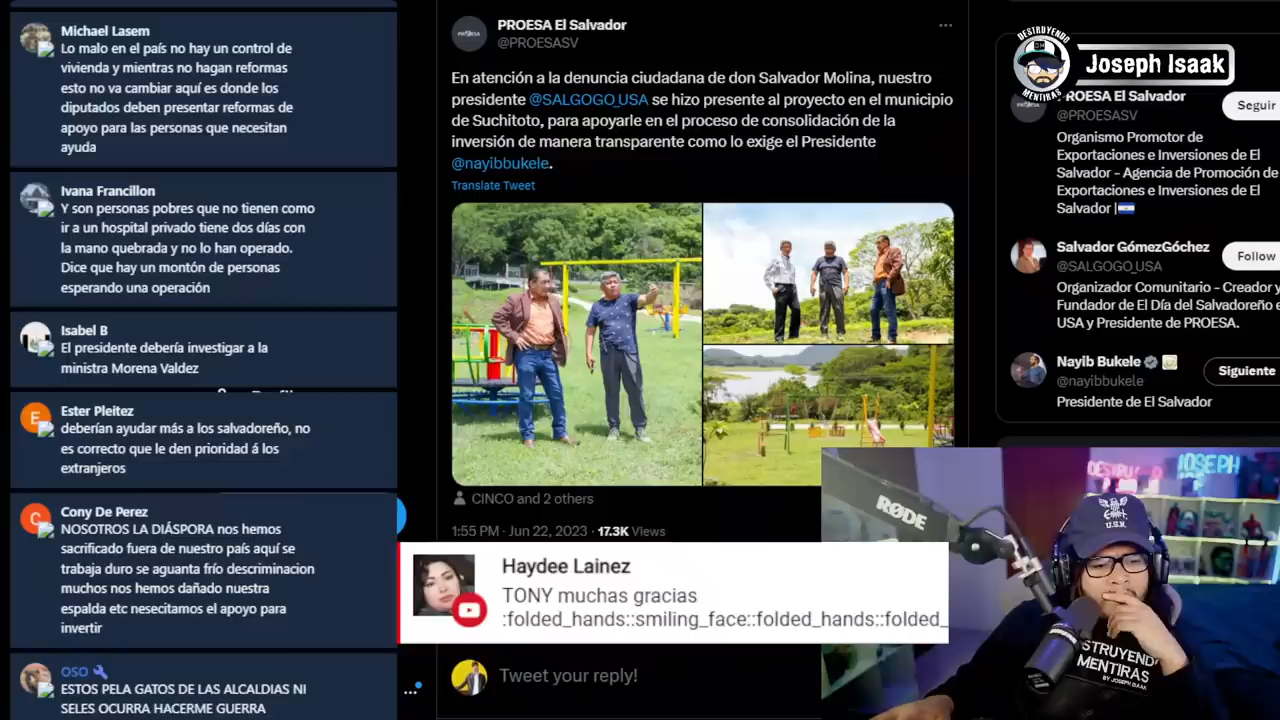 Michael Lasem
Lo malo en el país no hay un control de
vivienda y mientras no hagan reformas
esto no va cambiar aquí es donde los
diputados deben presentar reformas de
apoyo para las personas que necesitan
ayuda
Ivana Francillon
Y son personas pobres que no tienen como
ir a un hospital privado tiene dos días con
la mano quebrada y no lo han operado.
Dice que hay un montón de personas
esperando una operación
Isabel B
El presidente debería investigar a la
ministra Morena Valdez
Ester Pleitez
deberían ayudar más a los salvadoreño, no
es correcto que le den prioridad á los
extranjeros
Cony De Perez
NOSOTROS LA DIÁSPORA nos hemos
sacrificado fuera de nuestro país aquí se
trabaja duro se aguanta frío descriminacion
muchos nos hemos dañado nuestra
espalda etc nesecitamos el apoyo para
invertir
OSO
ESTOS PELA GATOS DE LAS ALCALDIAS NI
SELES OCURRA HACERME GUERRA
PROESA El Salvador
@PROESASV
En atención a la denuncia ciudadana de don Salvador Molina, nuestro
presidente @SALGOGO_USA se hizo presente al proyecto en el municipio
de Suchitoto, para apoyarle en el proceso de consolidación de la
inversión de manera transparente como lo exige el Presidente
@nayibbukele.
Translate Tweet
CINCO and 2 others
1:55 PM · Jun 22, 2023 · 17.3K Views
Haydee Lainez
TONY muchas gracias
:folded_hands::smiling_face::folded_hands::folded_
Tweet your reply!
DESTRUYENDO
MENTIRAS
Joseph Isaak
PROESA El Salvador
@PROESASV
Seguir
Organismo Promotor de
Exportaciones e Inversiones de El
Salvador - Agencia de Promoción de
Exportaciones e Inversiones de El
Salvador |
Salvador GómezGóchez
@SALGOGO_USA
Follow
Organizador Comunitario - Creador y
Fundador de El Día del Salvadoreño e
USA y Presidente de PROESA.
Nayib Bukele
@nayibbukele
Siguiente
Presidente de El Salvador
JOSEPH
RØDE
STRUYEN
MENTIRAS
BY JOSEPH ISAAK